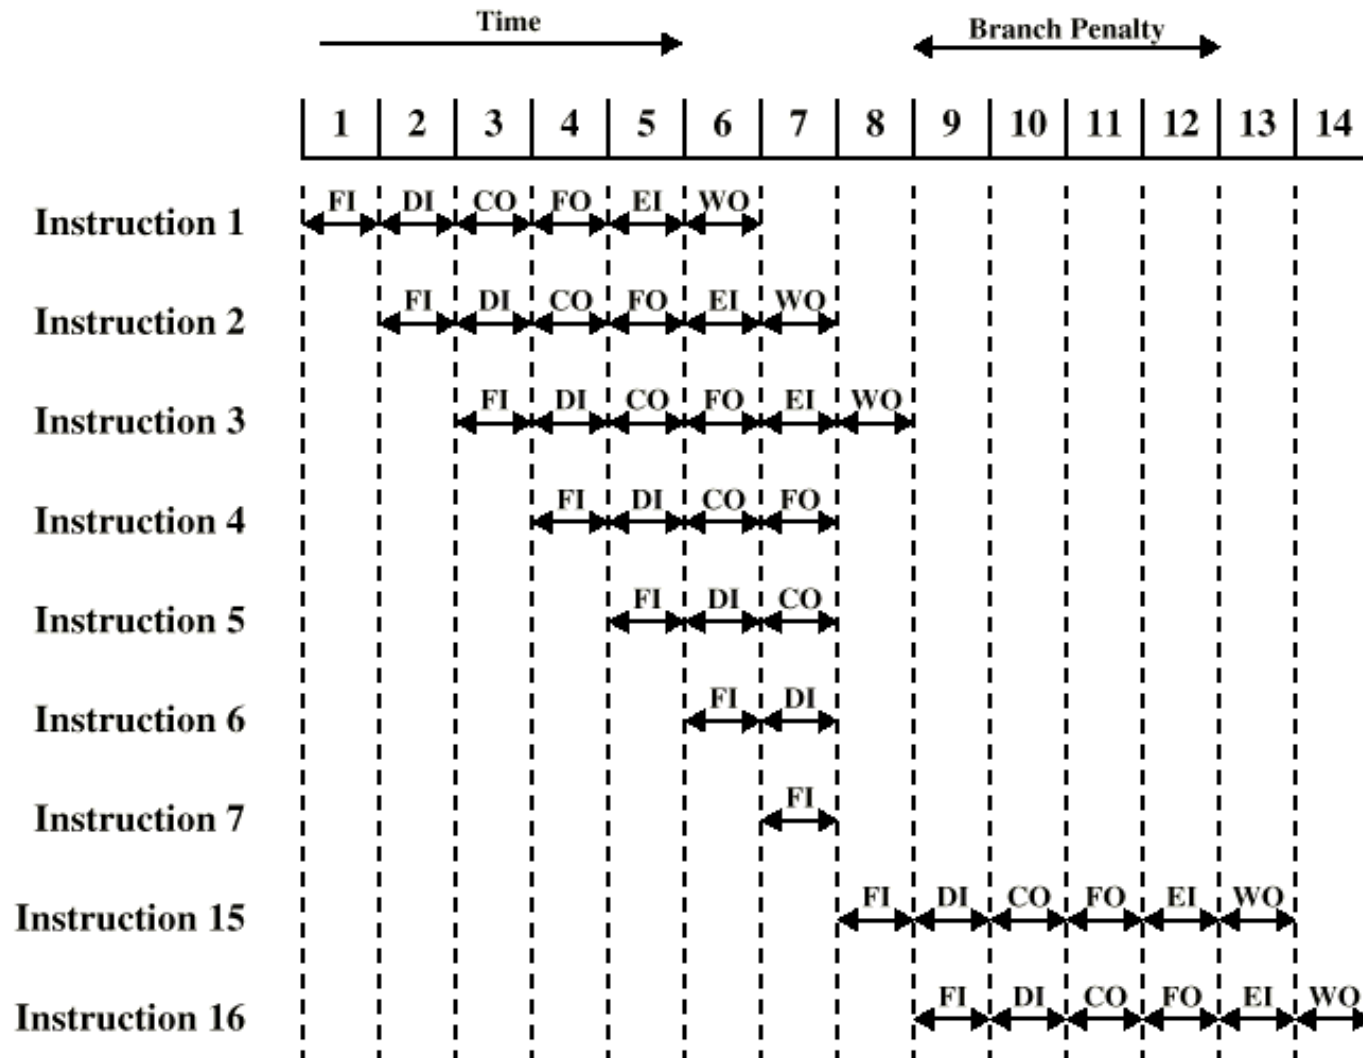 Time Branch Penalty
1 2 3 4 5 6 7 8 9 10 11 12 13 14
Instruction 1 FI DI CO FO EI WO
Instruction 2 FI DI CO FO EI WO
Instruction 3 FI DI CO FO EI WO
Instruction 4 FI DI CO FO
Instruction 5 FI DI CO
Instruction 6 FI DI
Instruction 7 FI
Instruction 15 FI DI CO FO EI WO
Instruction 16 FI DI CO FO EI WO